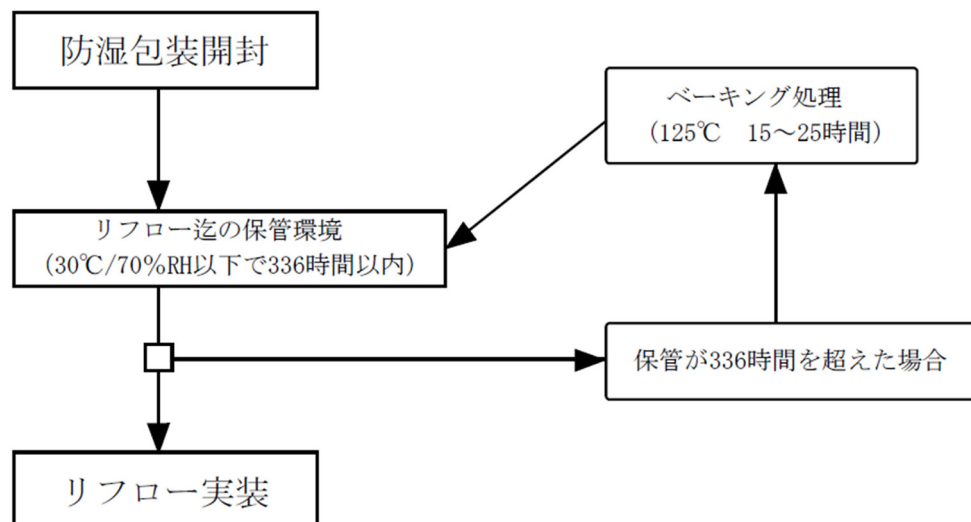 防湿包装開封
ベーキング処理
（125℃　15～25時間）
リフロー迄の保管環境
（30℃/70％RH以下で336時間以内）
保管が336時間を超えた場合
リフロー実装